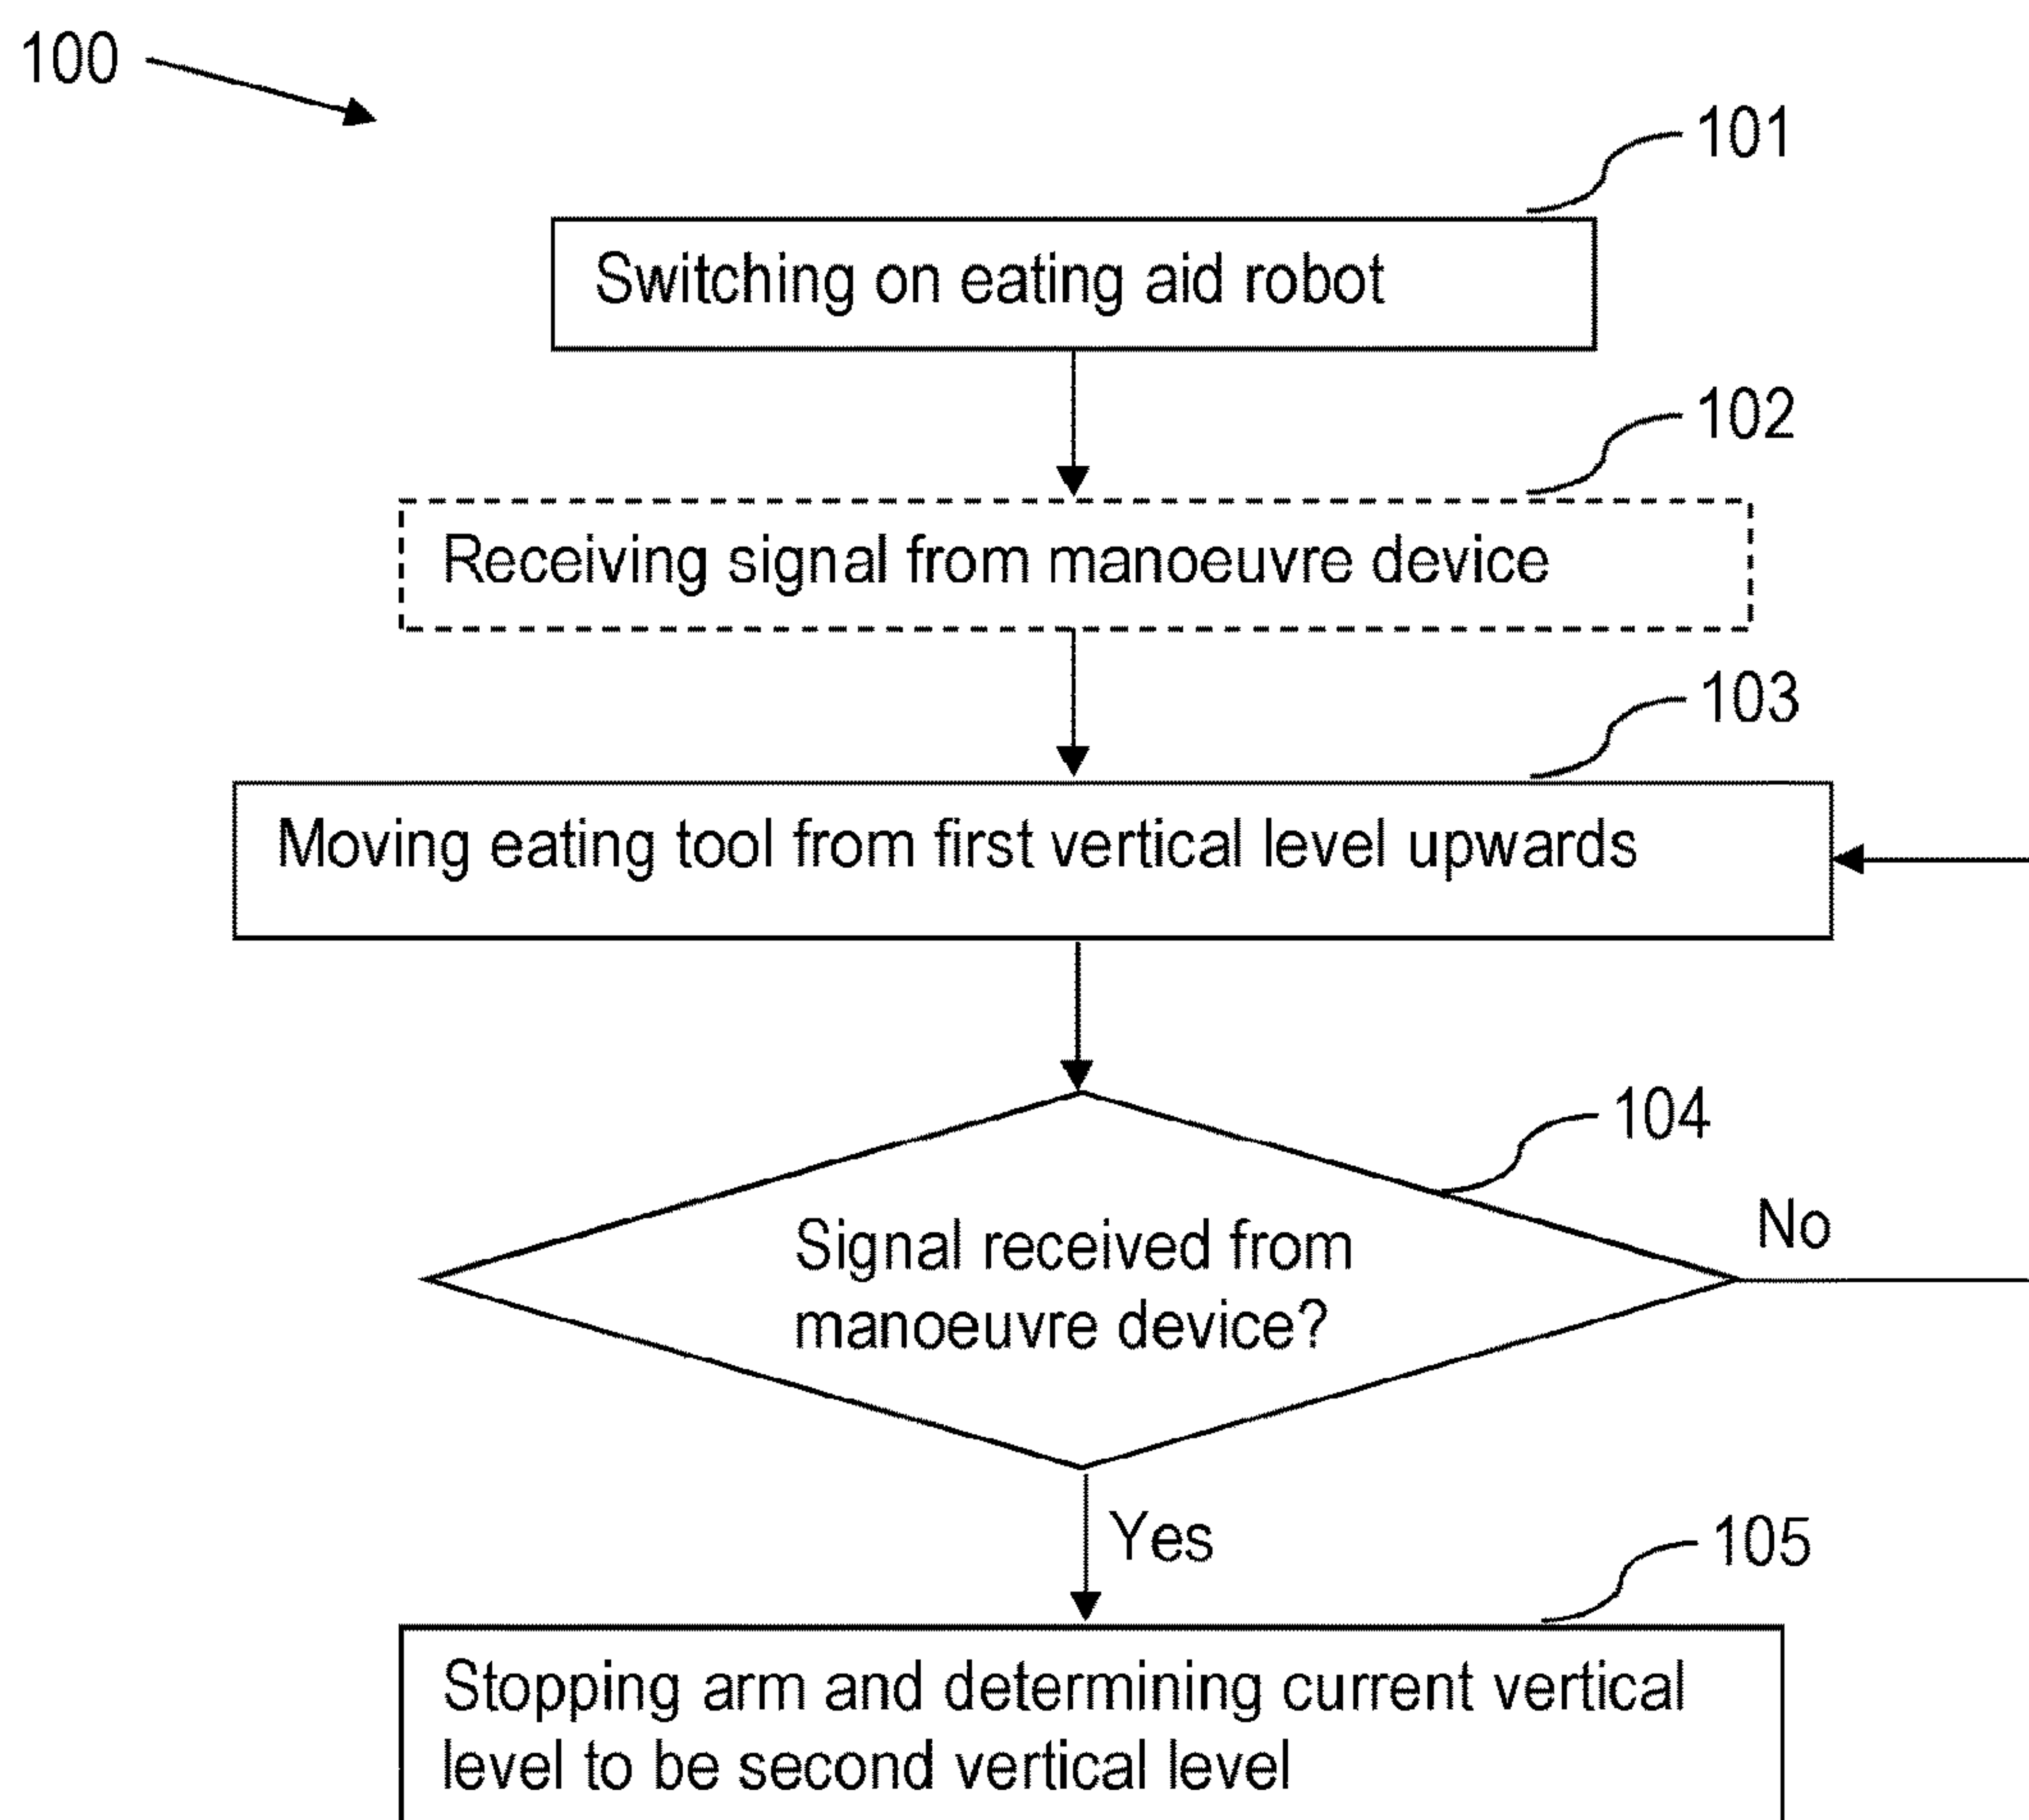 100
101
Switching on eating aid robot
102
Receiving signal from manoeuvre device
103
Moving eating tool from first vertical level upwards
104
Signal received from
manoeuvre device?
No
Yes
105
Stopping arm and determining current vertical
level to be second vertical level